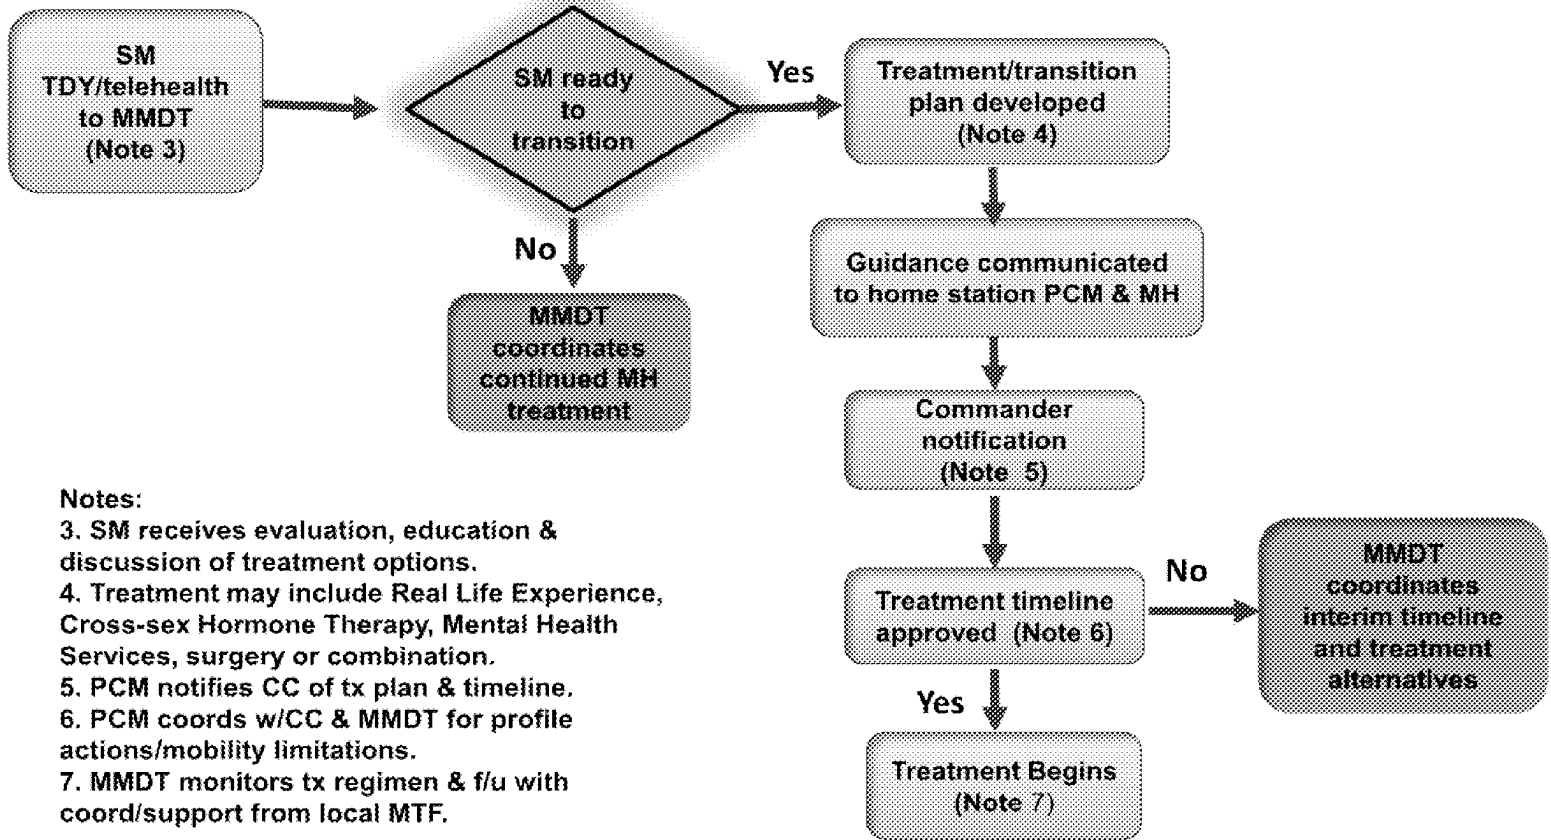 SM
TDY/telehealth
to MMDT
(Note 3)
SM ready
to
transition
Yes
Treatment/transition
plan developed
(Note 4)
No
MMDT
coordinates
continued MH
treatment
Guidance communicated
to home station PCM & MH
Commander
notification
(Note 5)
Treatment timeline
approved (Note 6)
No
MMDT
coordinates
interim timeline
and treatment
alternatives
Yes
Treatment Begins
(Note 7)
Notes:
3. SM receives evaluation, education &
discussion of treatment options.
4. Treatment may include Real Life Experience,
Cross-sex Hormone Therapy, Mental Health
Services, surgery or combination.
5. PCM notifies CC of tx plan & timeline.
6. PCM coords w/CC & MMDT for profile
actions/mobility limitations.
7. MMDT monitors tx regimen & f/u with
coord/support from local MTF.